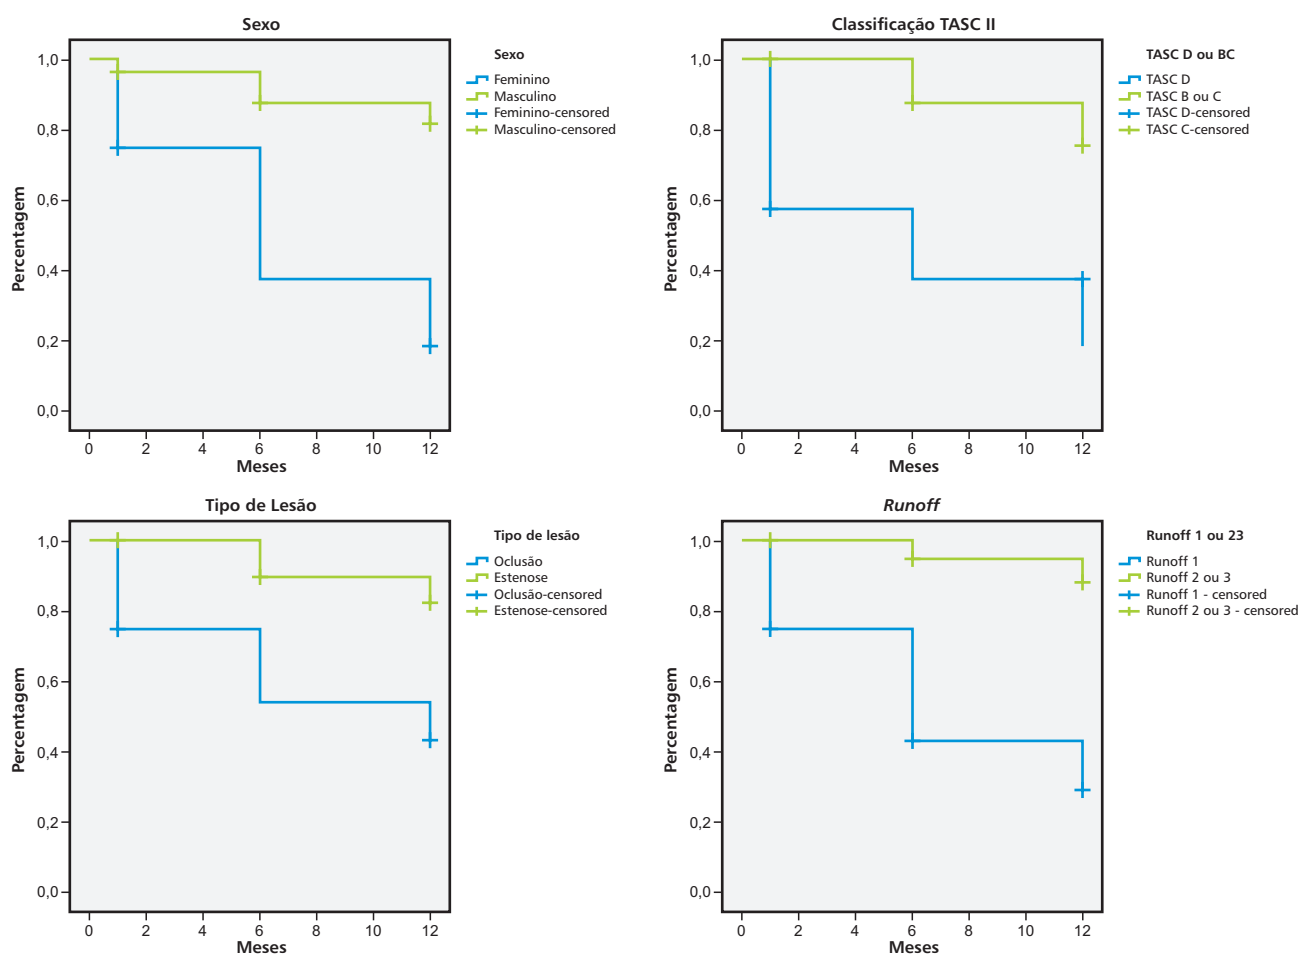 Sexo
1,0
0,8
0,6
0,4
0,2
0,0
Percentagem
0 2 4 6 8 10 12
Meses
Sexo
Feminino
Masculino
Feminino-censored
Masculino-censored
Classificação TASC II
1,0
0,8
0,6
0,4
0,2
0,0
Percentagem
0 2 4 6 8 10 12
Meses
TASC D ou BC
TASC D
TASC B ou C
TASC D-censored
TASC C-censored
Tipo de Lesão
1,0
0,8
0,6
0,4
0,2
0,0
Percentagem
0 2 4 6 8 10 12
Meses
Tipo de lesão
Oclusão
Estenose
Oclusão-censored
Estenose-censored
Runoff
1,0
0,8
0,6
0,4
0,2
0,0
Percentagem
0 2 4 6 8 10 12
Meses
Runoff 1 ou 23
Runoff 1
Runoff 2 ou 3
Runoff 1 - censored
Runoff 2 ou 3 - censored